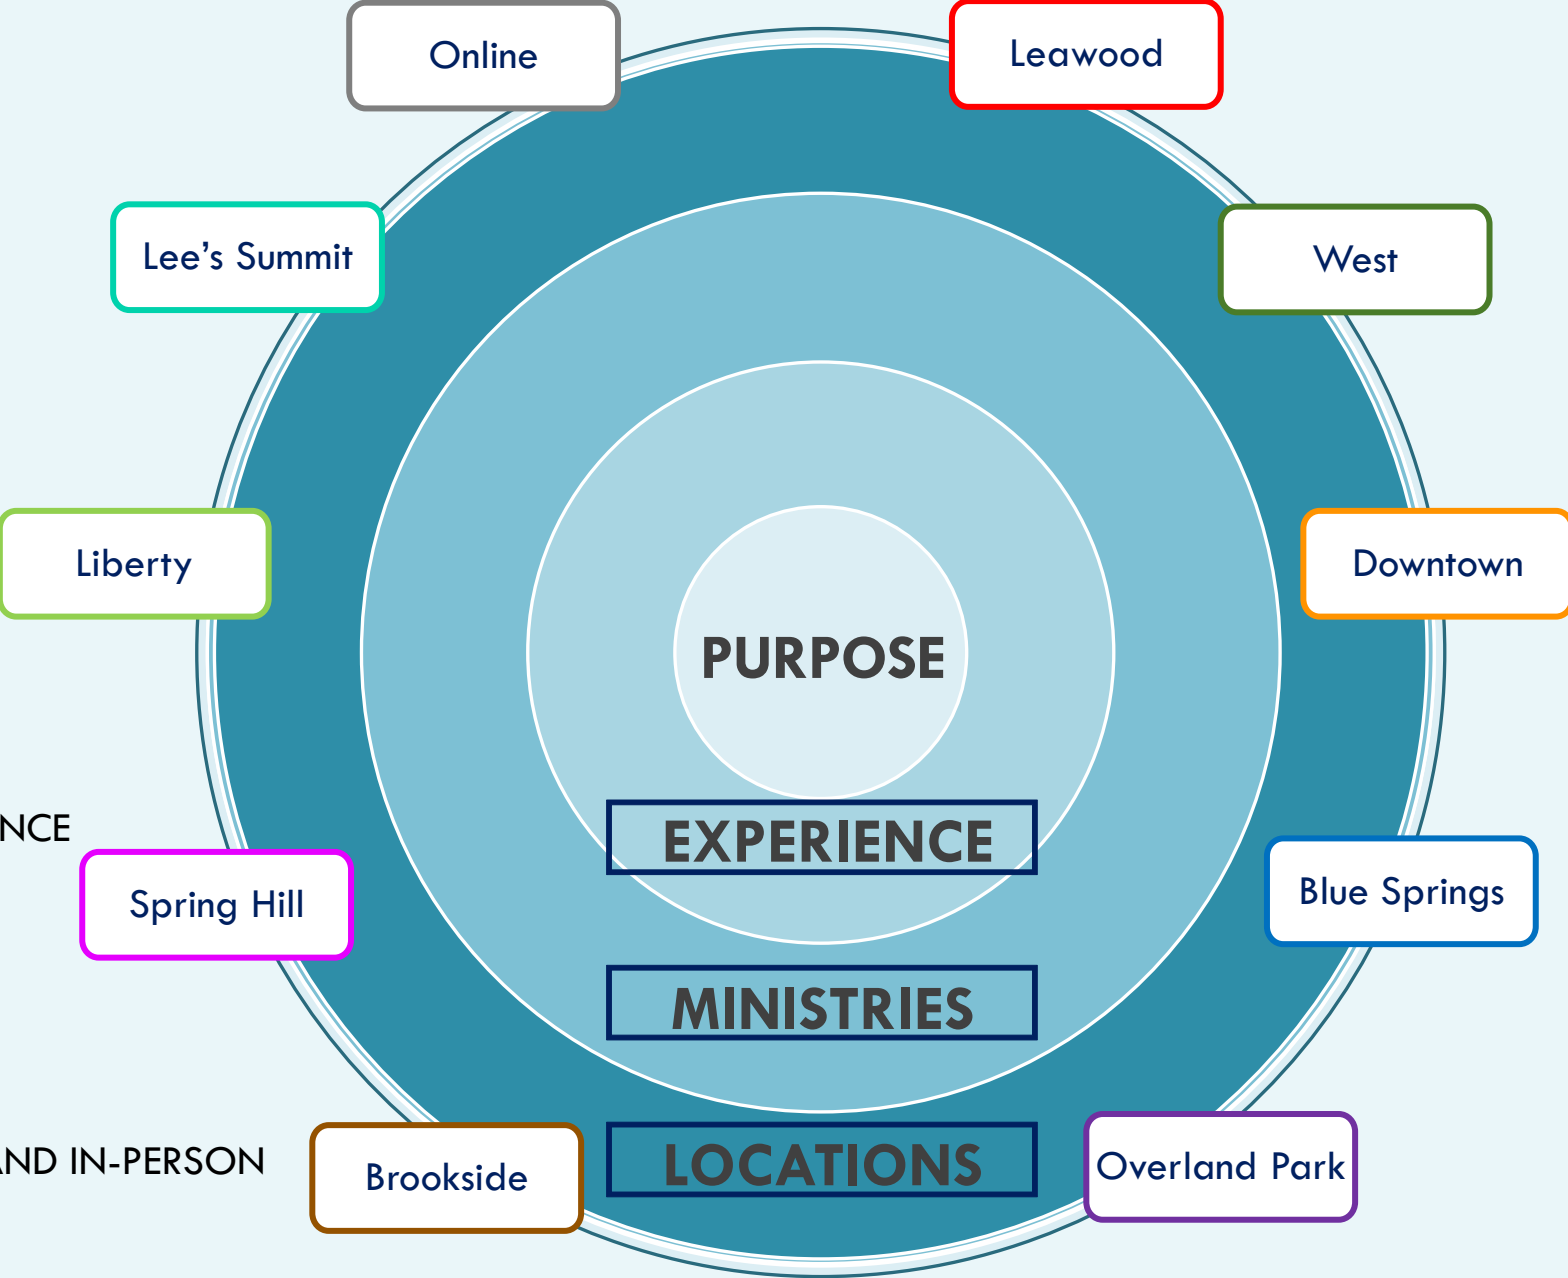 Online
Leawood
Lee's Summit
West
Liberty
Downtown
PURPOSE
NCE
EXPERIENCE
Spring Hill
Blue Springs
MINISTRIES
AND IN-PERSON
Brookside
LOCATIONS
Overland Park